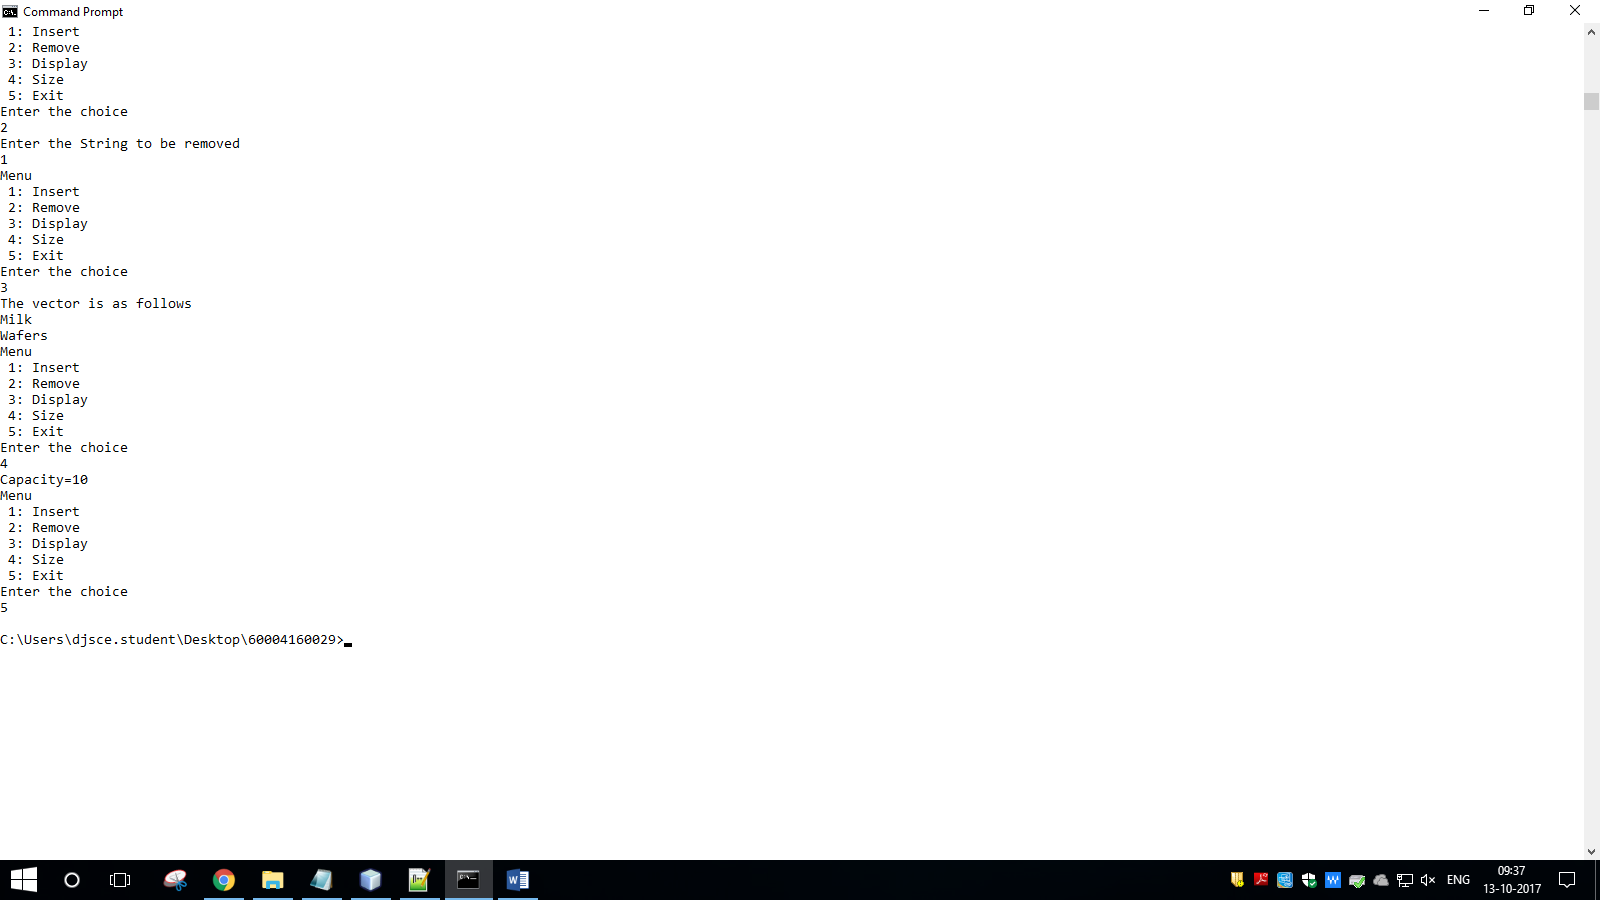 Command Prompt
 1: Insert
 2: Remove
 3: Display
 4: Size
 5: Exit
Enter the choice
2
Enter the String to be removed
1
Menu
 1: Insert
 2: Remove
 3: Display
 4: Size
 5: Exit
Enter the choice
3
The vector is as follows
Milk
Wafers
Menu
 1: Insert
 2: Remove
 3: Display
 4: Size
 5: Exit
Enter the choice
4
Capacity=10
Menu
 1: Insert
 2: Remove
 3: Display
 4: Size
 5: Exit
Enter the choice
5
C:\Users\djsce.student\Desktop\60004160029>
ENG
09:37
13-10-2017